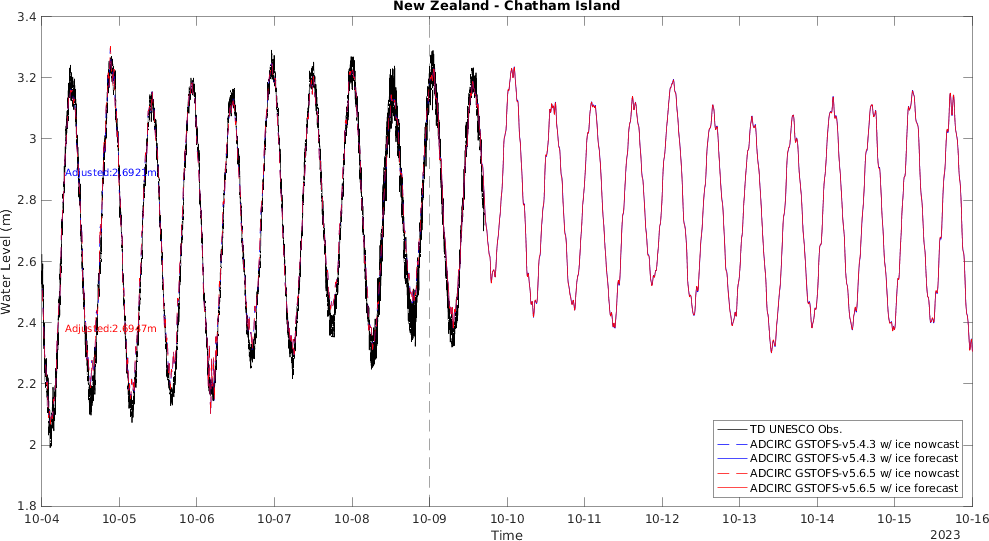 New Zealand - Chatham Island
3.4
3.2
3
2.8
2.6
2.4
2.2
2
1.8
Water Level (m)
Adjusted:2.6921m
Adjusted:2.6947m
TD UNESCO Obs.
ADCIRC GSTOFS-v5.4.3 w/ ice nowcast
ADCIRC GSTOFS-v5.4.3 w/ ice forecast
ADCIRC GSTOFS-v5.6.5 w/ ice nowcast
ADCIRC GSTOFS-v5.6.5 w/ ice forecast
10-04 10-05 10-06 10-07 10-08 10-09 10-10 10-11 10-12 10-13 10-14 10-15 10-16
Time
2023